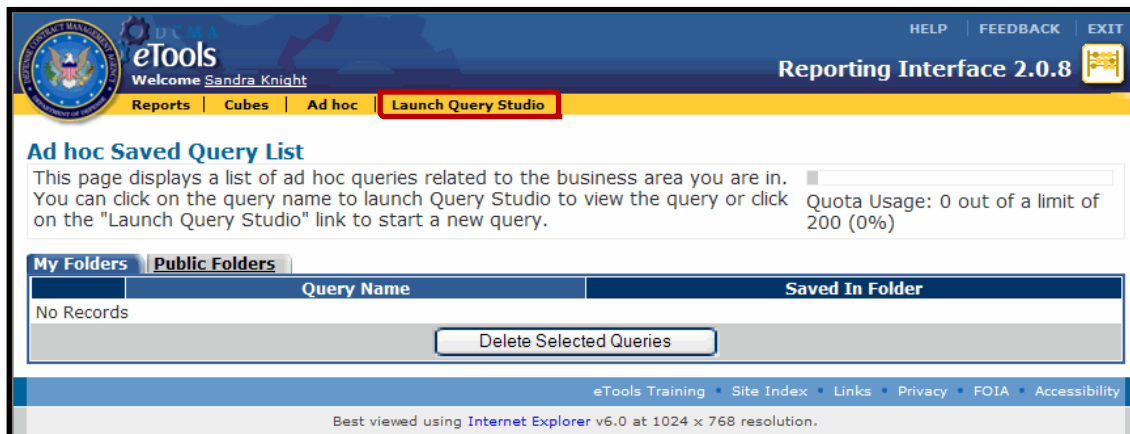 HELP | FEEDBACK | EXIT
DCMA
eTools
Welcome Sandra Knight
Reporting Interface 2.0.8
Reports | Cubes | Ad hoc | Launch Query Studio
Ad hoc Saved Query List
This page displays a list of ad hoc queries related to the business area you are in.
You can click on the query name to launch Query Studio to view the query or click
on the "Launch Query Studio" link to start a new query.
Quota Usage: 0 out of a limit of
200 (0%)
My Folders Public Folders
Query Name Saved In Folder
No Records
Delete Selected Queries
eTools Training • Site Index • Links • Privacy • FOIA • Accessibility
Best viewed using Internet Explorer v6.0 at 1024 x 768 resolution.